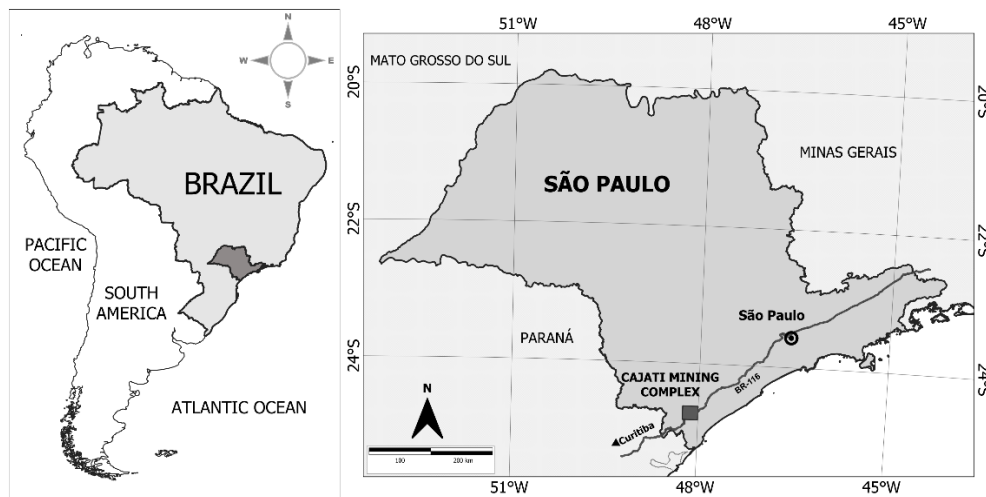 N
W
E
S
BRAZIL
PACIFIC
OCEAN
SOUTH
AMERICA
ATLANTIC OCEAN
51°W
48°W
45°W
MATO GROSSO DO SUL
20°S
20°S
MINAS GERAIS
SÃO PAULO
22°S
22°S
São Paulo
PARANÁ
24°S
24°S
CAJATI MINING
COMPLEX
BR-116
N
Curitiba
100
200 km
51°W
48°W
45°W